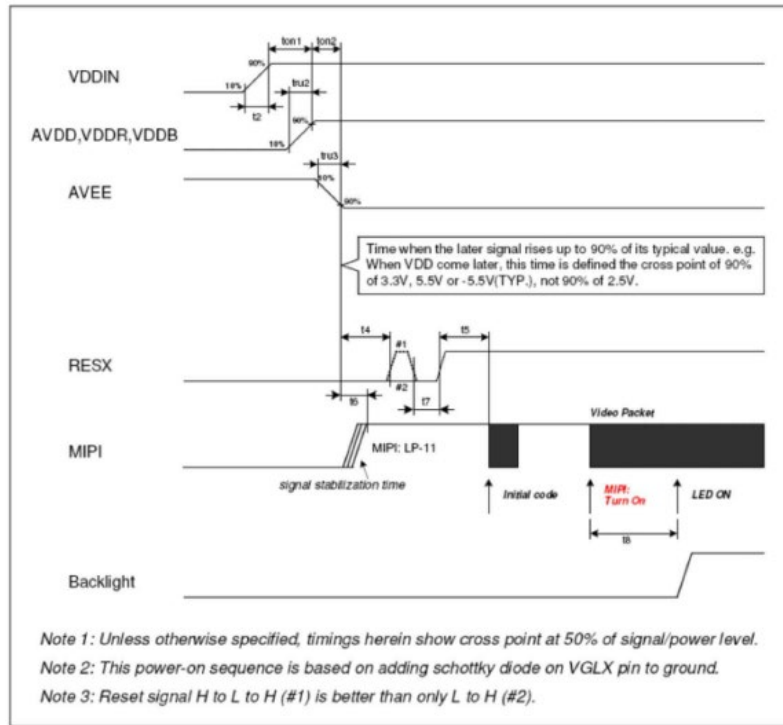 ton1 ton2
90%
VDDIN
10%
tru2
t2
90%
AVDD,VDDR,VDDB
10%
tru3
10%
AVEE
90%
Time when the later signal rises up to 90% of its typical value. e.g.
When VDD come later, this time is defined the cross point of 90%
of 3.3V, 5.5V or -5.5V(TYP.), not 90% of 2.5V.
t4
t5
#1
RESX
#2
t6
t7
Video Packet
MIPI
MIPI: LP-11
signal stabilization time
Initial code
MIPI:
Turn On
LED ON
t8
Backlight
Note 1: Unless otherwise specified, timings herein show cross point at 50% of signal/power level.
Note 2: This power-on sequence is based on adding schottky diode on VGLX pin to ground.
Note 3: Reset signal H to L to H (#1) is better than only L to H (#2).